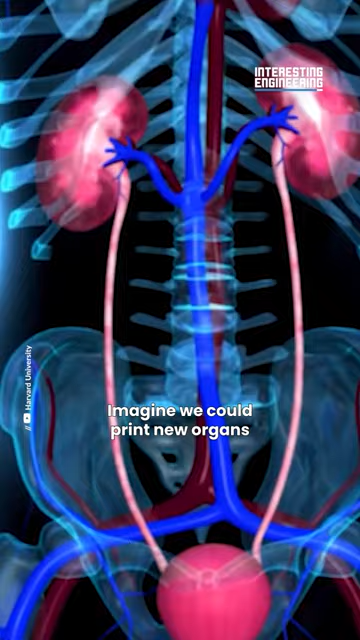 INTERESTING
ENGINEERING
// Harvard University
Imagine we could
print new organs